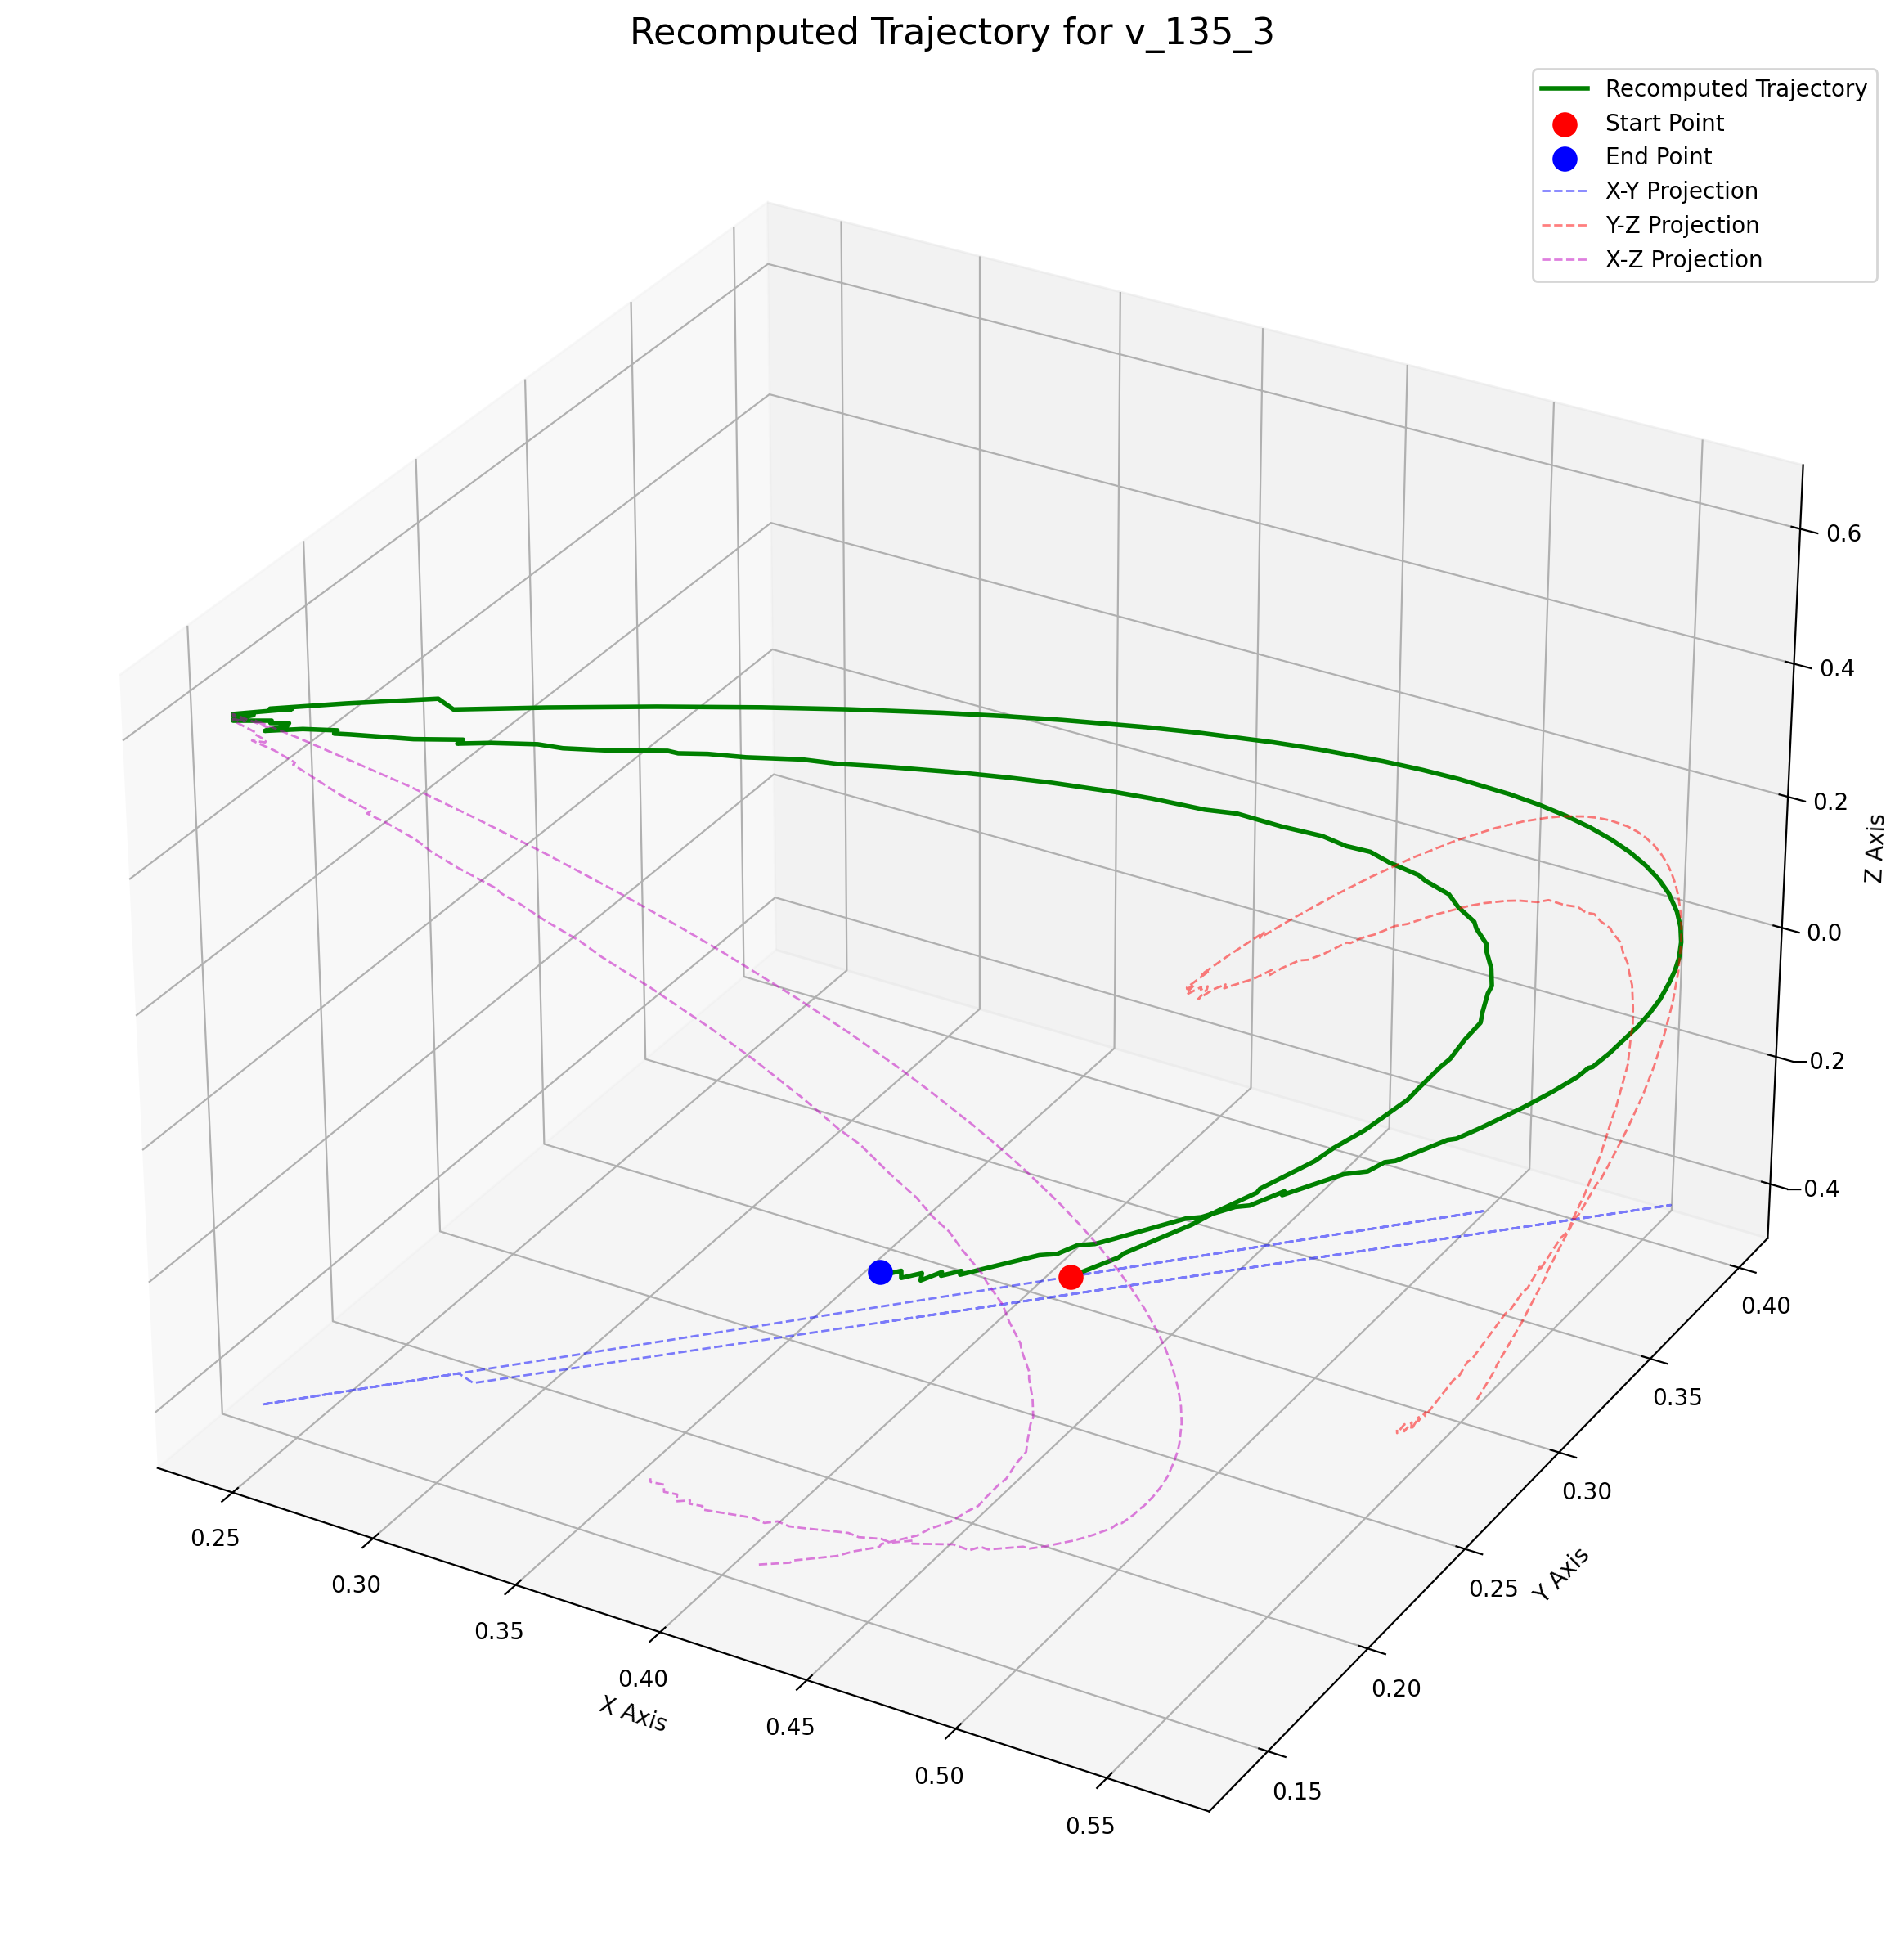 Recomputed Trajectory for v_135_3
Recomputed Trajectory
Start Point
End Point
X-Y Projection
Y-Z Projection
X-Z Projection
0.6
0.4
0.2
0.0
−0.2
−0.4
Z Axis
0.40
0.35
0.30
0.25
0.20
0.15
Y Axis
0.25
0.30
0.35
0.40
0.45
0.50
0.55
X Axis